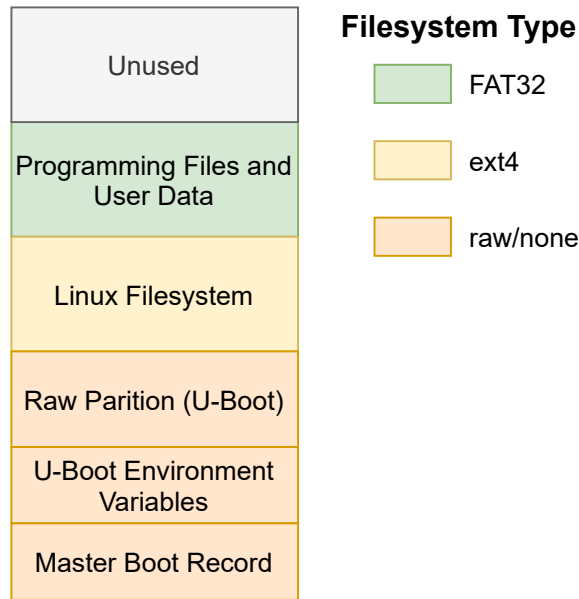 Unused
Programming Files and
User Data
Linux Filesystem
Raw Parition (U-Boot)
U-Boot Environment
Variables
Master Boot Record
Filesystem Type
FAT32
ext4
raw/none